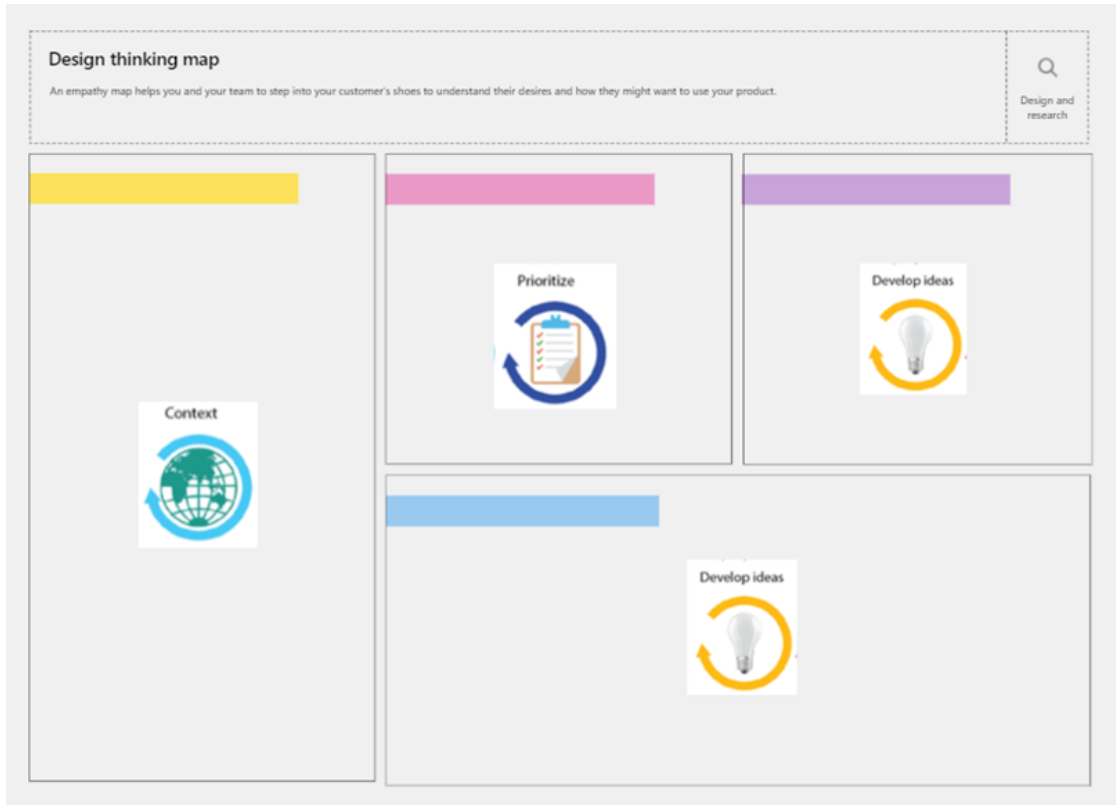 Design thinking map
An empathy map helps you and your team to step into your customer's shoes to understand their desires and how they might want to use your product.
Design and
research
Prioritize
Develop ideas
Context
Develop ideas